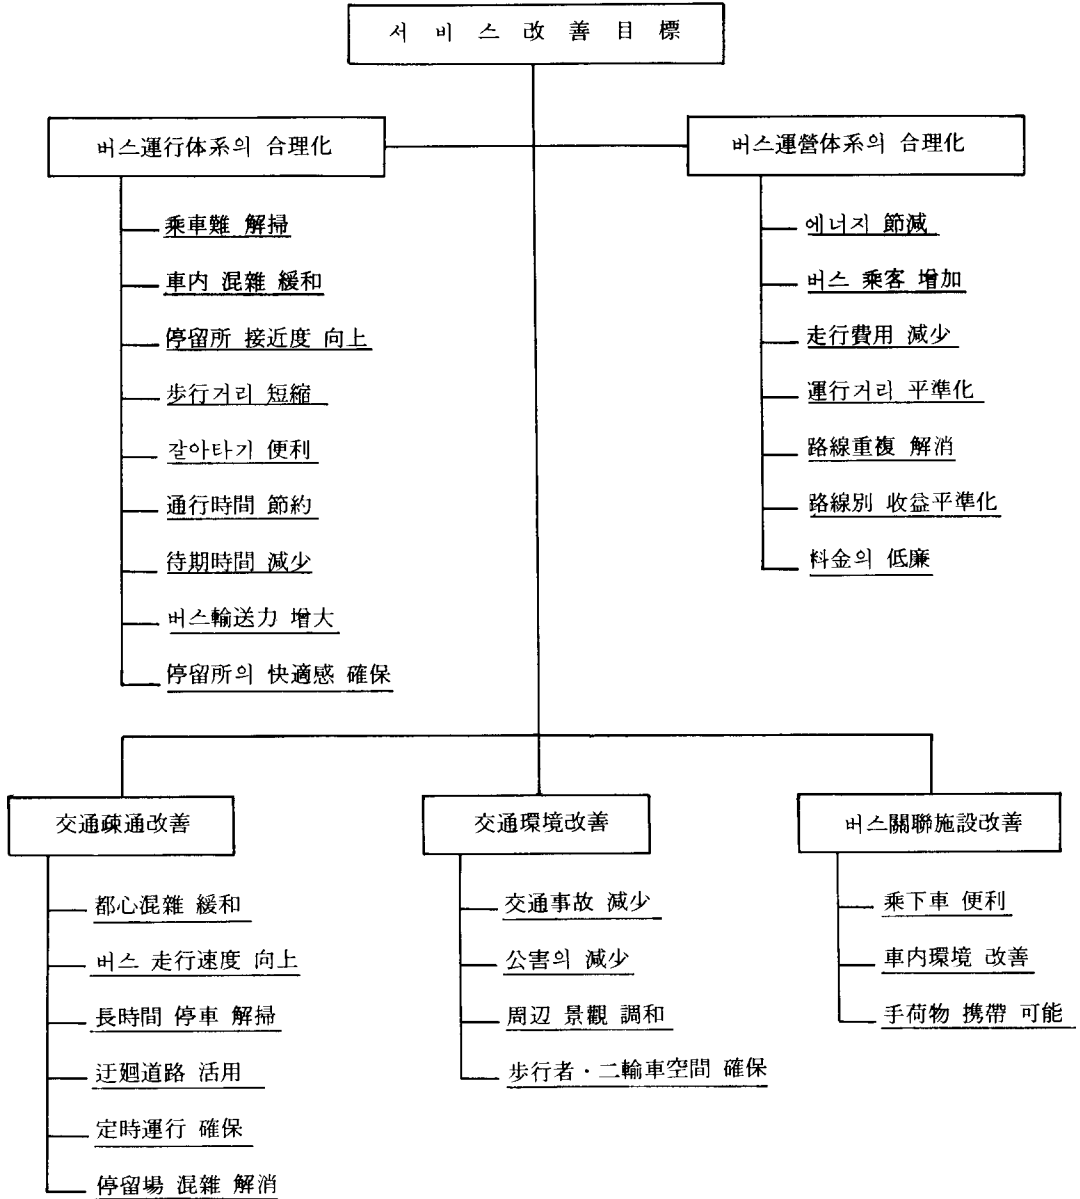 서 비 스 改 善 目 標
버스運行体系의 合理化
乘車難 解掃
車内 混雜 緩和
停留所 接近度 向上
歩行거리 短縮
갈아타기 便利
通行時間 節約
待期時間 減少
버스輸送力 增大
停留所의 快適感 確保
버스運營体系의 合理化
에너지 節減
버스 乘客 增加
走行費用 減少
運行거리 平準化
路線重複 解消
路線別 收益平準化
料金의 低廉
交通疎通改善
都心混雜 緩和
버스 走行速度 向上
長時間 停車 解掃
迂廻道路 活用
定時運行 確保
停留場 混雜 解消
交通環境改善
交通事故 減少
公害의 減少
周辺 景觀 調和
歩行者·二輸車空間 確保
버스關聯施設改善
乘下車 便利
車内環境 改善
手荷物 携帶 可能